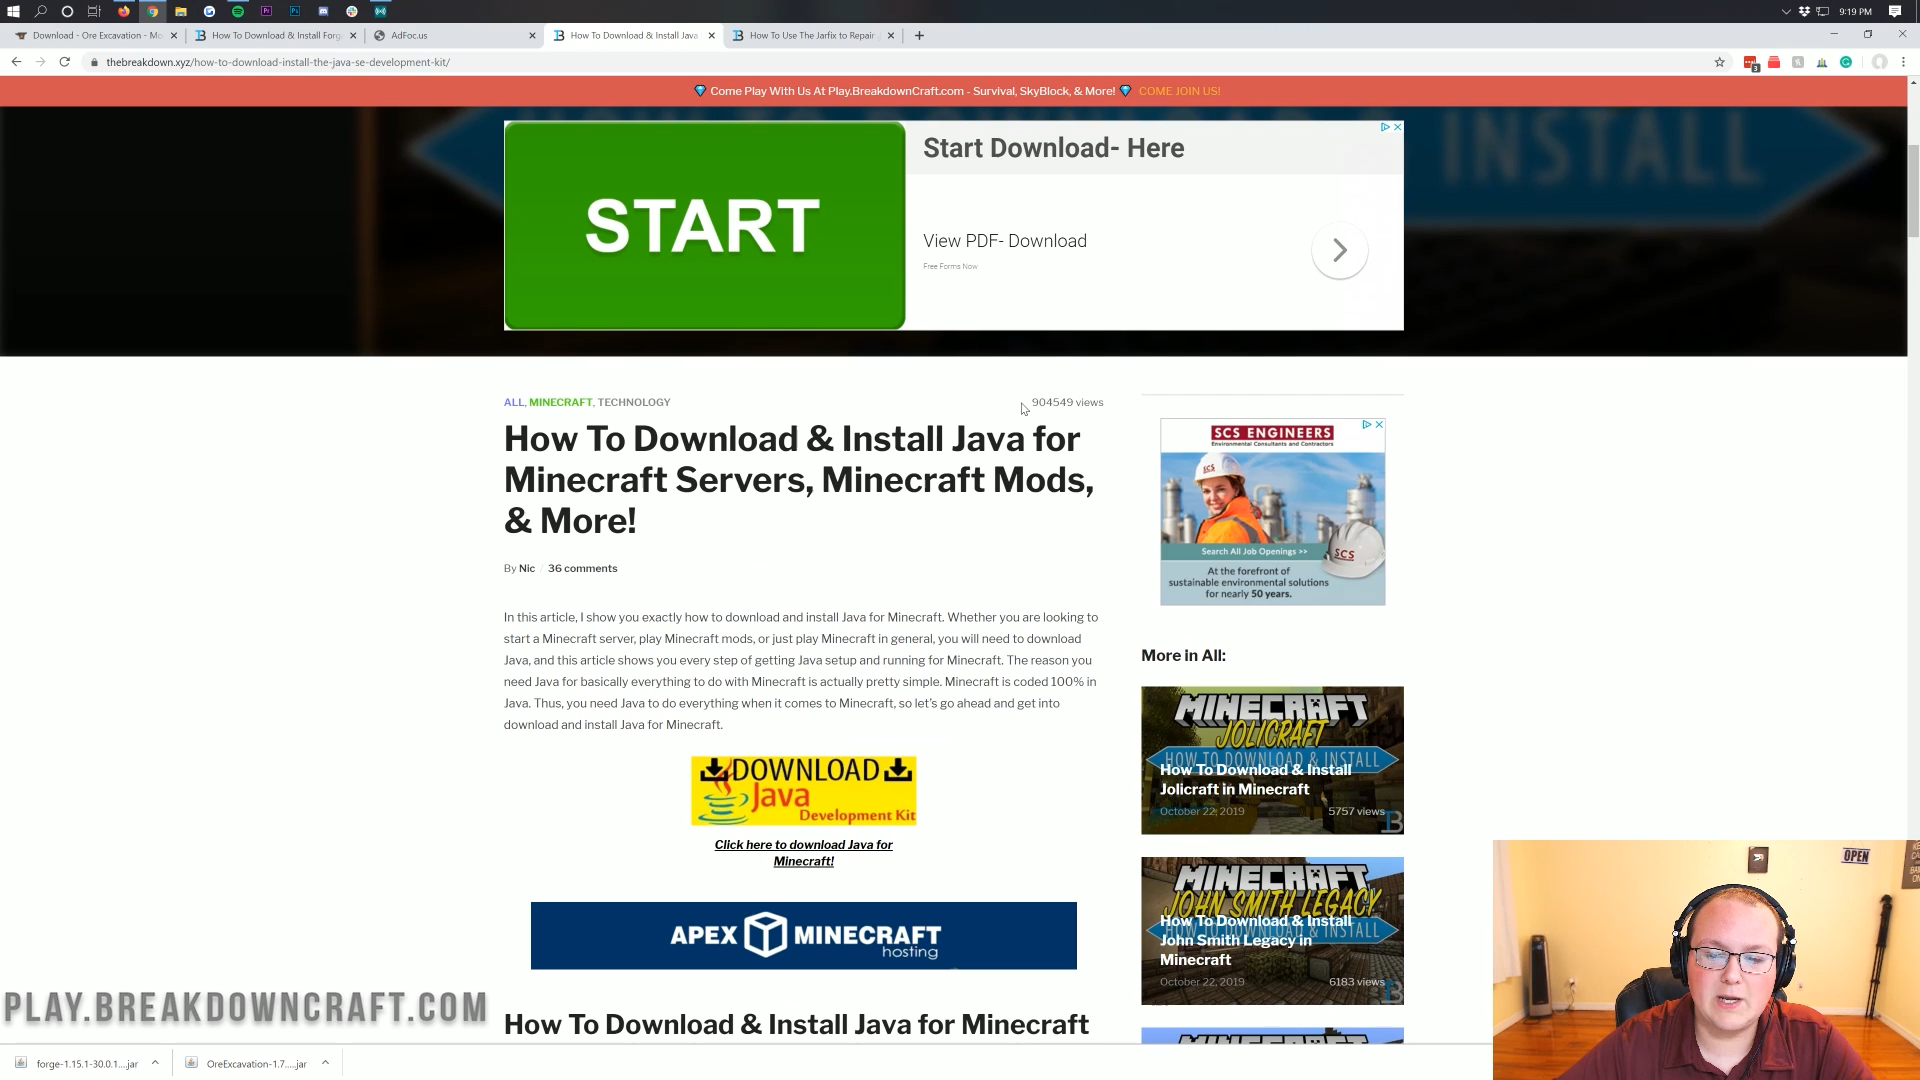 9:19 PM
Download - Ore Excavation - Mo
How To Download & Install Forg
AdFoc.us
How To Download & Install Java
How To Use The Jarfix to Repair
thebreakdown.xyz/how-to-download-install-the-java-se-development-kit/
3
Come Play With Us At Play.BreakdownCraft.com - Survival, SkyBlock, & More! COME JOIN US!
INSTALL
START
Start Download- Here
View PDF- Download
Free Forms Now
ALL, MINECRAFT, TECHNOLOGY
904549 views
How To Download & Install Java for
Minecraft Servers, Minecraft Mods,
& More!
By Nic / 36 comments
In this article, I show you exactly how to download and install Java for Minecraft. Whether you are looking to
start a Minecraft server, play Minecraft mods, or just play Minecraft in general, you will need to download
Java, and this article shows you every step of getting Java setup and running for Minecraft. The reason you
need Java for basically everything to do with Minecraft is actually pretty simple. Minecraft is coded 100% in
Java. Thus, you need Java to do everything when it comes to Minecraft, so let's go ahead and get into
download and install Java for Minecraft.
DOWNLOAD
Java
Development Kit
Click here to download Java for
Minecraft!
APEX MINECRAFT
hosting
How To Download & Install Java for Minecraft
SCS ENGINEERS
Environmental Consultants and Contractors
SCS
SCS
Search All Job Openings >>
At the forefront of
sustainable environmental solutions
for nearly 50 years.
More in All:
MINECRAFT
JOLICRAFT
HOW TO DOWNLOAD & INSTALL
How To Download & Install
Jolicraft in Minecraft
October 22, 2019
5757 views
MINECRAFT
JOHN SMITH LEGACY
HOW TO DOWNLOAD & INSTALL
How To Download & Install
John Smith Legacy in
Minecraft
October 22, 2019
6183 views
MINECRAFT
OPEN
PLAY.BREAKDOWNCRAFT.COM
forge-1.15.1-30.0.1....jar
OreExcavation-1.7.....jar